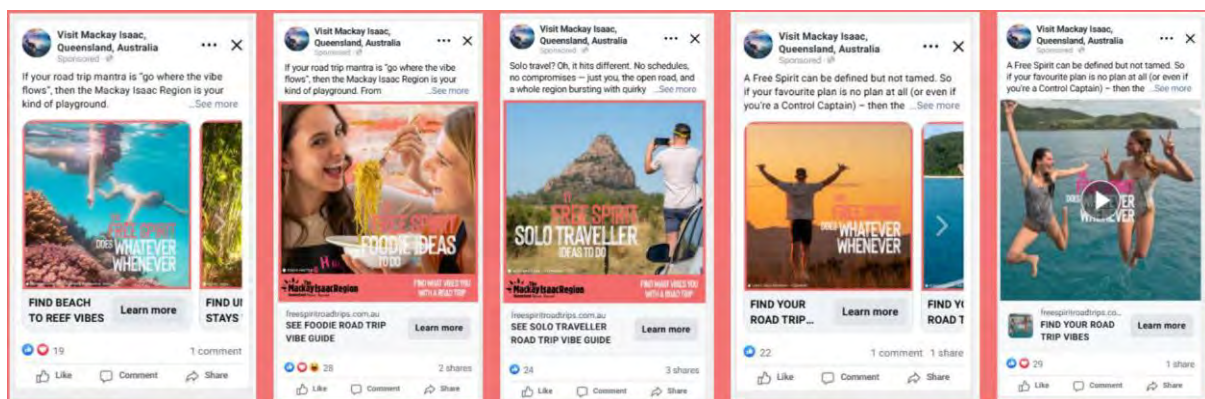 Visit Mackay Isaac,
Queensland, Australia
Sponsored
If your road trip mantra is "go where the vibe
flows", then the Mackay Isaac Region is your
kind of playground. ...See more
FREE SPIRIT
DOES WHATEVER
WHENEVER
FIND BEACH
TO REEF VIBES
Learn more
FIND
STAYS
19
1 comment
Like
Comment
Share
Visit Mackay Isaac,
Queensland, Australia
Sponsored
If your road trip mantra is "go where the vibe
flows", then the Mackay Isaac Region is your
kind of playground. From ...See more
FREE SPIRIT
FOODIE IDEAS
TO DO
The
Mackay Isaac Region
FIND WHAT VIBES YOU
WITH A ROAD TRIP
freespiritroadtrips.com.au
SEE FOODIE ROAD TRIP
VIBE GUIDE
Learn more
28
2 shares
Like
Comment
Share
Visit Mackay Isaac,
Queensland, Australia
Sponsored
Solo travel? Oh, it hits different. No schedules,
no compromises — just you, the open road, and
a whole region bursting with quirky ...See more
FREE SPIRIT
SOLO TRAVELLER
IDEAS TO DO
The
Mackay Isaac Region
FIND WHAT VIBES YOU
WITH A ROAD TRIP
freespiritroadtrips.com.au
SEE SOLO TRAVELLER
ROAD TRIP VIBE GUIDE
Learn more
24
3 shares
Like
Comment
Share
Visit Mackay Isaac,
Queensland, Australia
Sponsored
A Free Spirit can be defined but not tamed. So
if your favourite plan is no plan at all (or even if
you're a Control Captain) – then the ...See more
FREE SPIRIT
DOES WHATEVER
WHENEVER
FIND YOUR
ROAD TRIP...
Learn more
FIND
ROAD T
22
1 comment 1 share
Like
Comment
Share
Visit Mackay Isaac,
Queensland, Australia
Sponsored
A Free Spirit can be defined but not tamed. So
if your favourite plan is no plan at all (or even if
you're a Control Captain) – then the ...See more
FREE SPIRIT
DOES WHATEVER
WHENEVER
freespiritroadtrips.co...
FIND YOUR ROAD
TRIP VIBES
Learn more
29
1 share
Like
Comment
Share